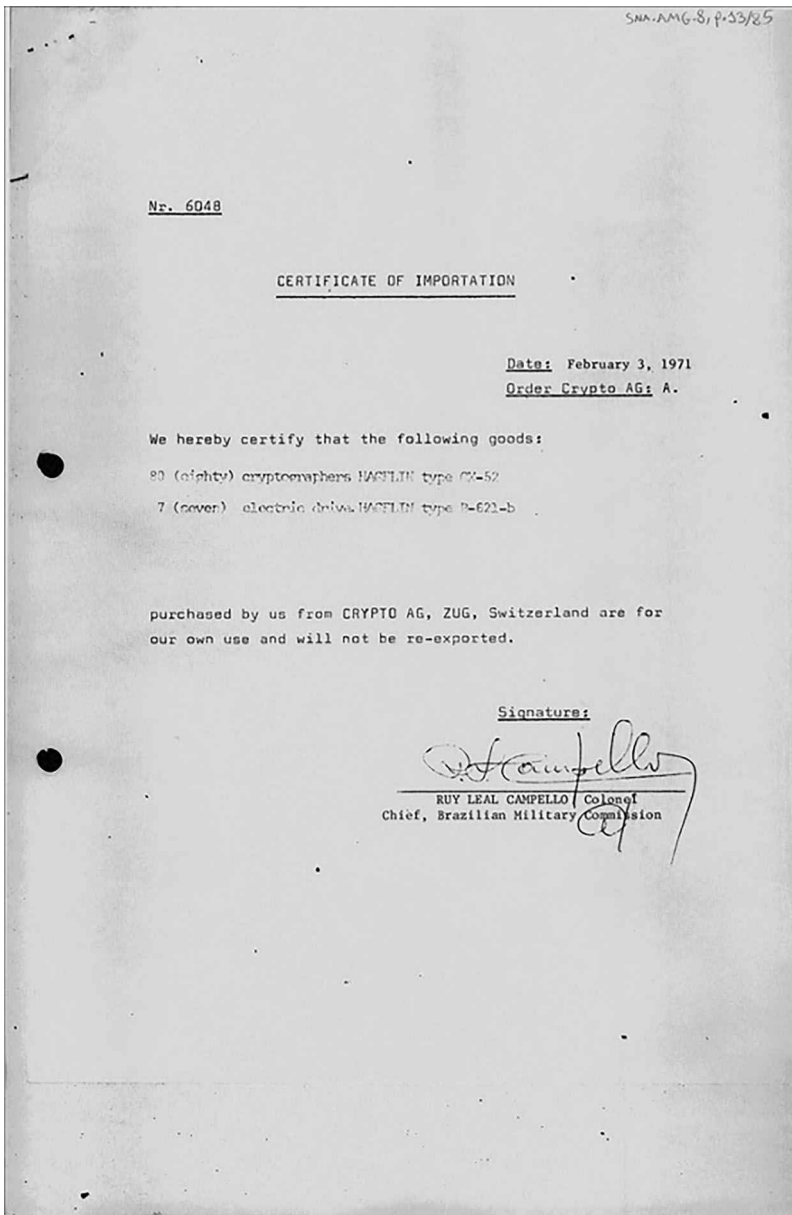 SNA.AMG.8, p.33/85
Nr. 6048
CERTIFICATE OF IMPORTATION
Date: February 3, 1971
Order Crypto AG: A.
We hereby certify that the following goods:
80 (eighty) cryptographers HAGELIN type CX-52
7 (seven) electric drive HAGELIN type B-621-b
purchased by us from CRYPTO AG, ZUG, Switzerland are for
our own use and will not be re-exported.
Signature:
RUY LEAL CAMPELLO Colonel
Chief, Brazilian Military Commission